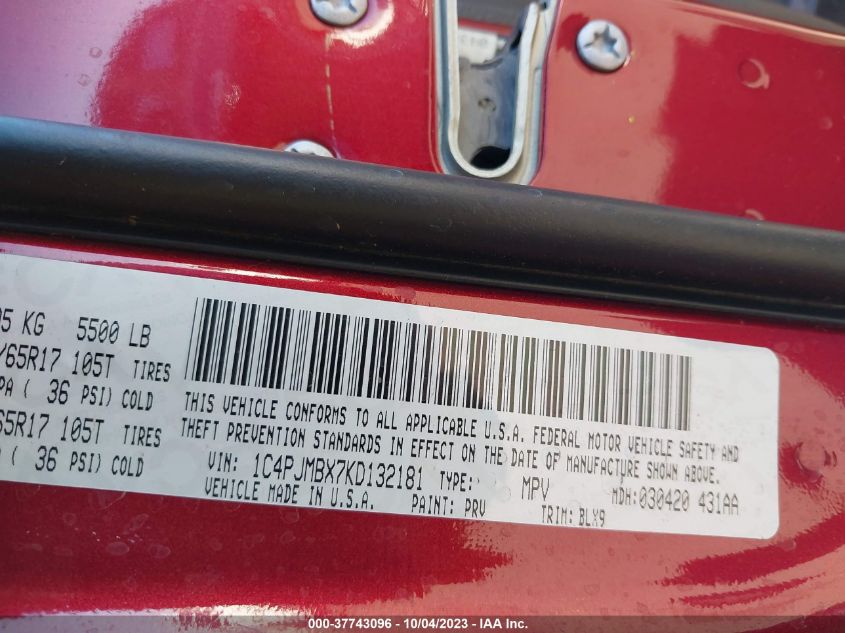 05 KG 5500 LB
/65R17 105T TIRES
PA ( 36 PSI) COLD
65R17 105T TIRES
( 36 PSI) COLD
THIS VEHICLE CONFORMS TO ALL APPLICABLE U.S.A. FEDERAL MOTOR VEHICLE SAFETY AND
THEFT PREVENTION STANDARDS IN EFFECT ON THE DATE OF MANUFACTURE SHOWN ABOVE.
VIN: 1C4PJMBX7KD132181 TYPE: MPV MDH:030420 431AA
VEHICLE MADE IN U.S.A. PAINT: PRV TRIM: BLX9
000-37743096 - 10/04/2023 - IAA Inc.